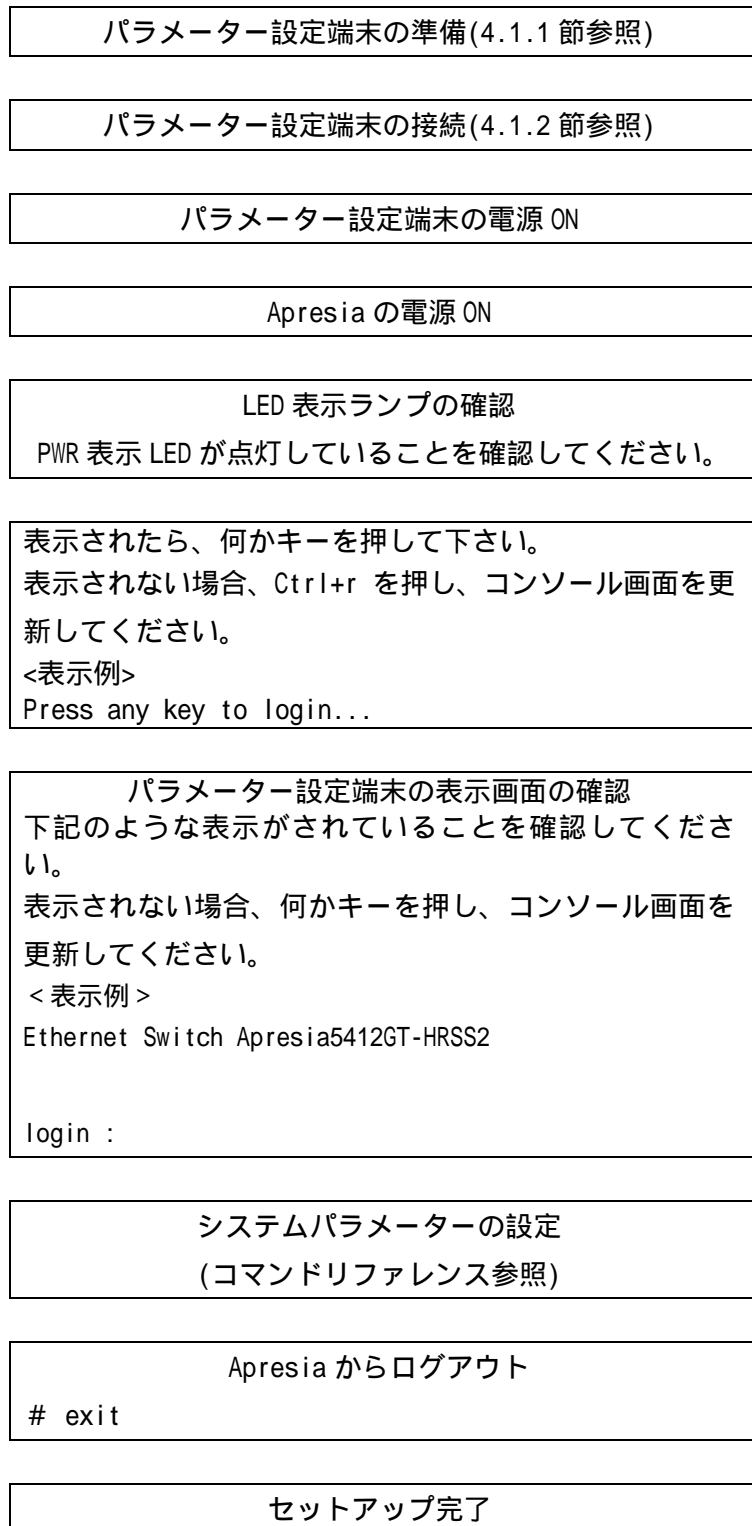 パラメーター設定端末の準備(4.1.1 節参照)
パラメーター設定端末の接続(4.1.2 節参照)
パラメーター設定端末の電源 ON
Apresia の電源 ON
LED 表示ランプの確認
PWR 表示 LED が点灯していることを確認してください。
表示されたら、何かキーを押して下さい。
表示されない場合、Ctrl+r を押し、コンソール画面を更
新してください。
<表示例>
Press any key to login...
パラメーター設定端末の表示画面の確認
下記のような表示がされていることを確認してくださ
い。
表示されない場合、何かキーを押し、コンソール画面を
更新してください。
＜表示例＞
Ethernet Switch Apresia5412GT-HRSS2
login :
システムパラメーターの設定
(コマンドリファレンス参照)
Apresia からログアウト
# exit
セットアップ完了